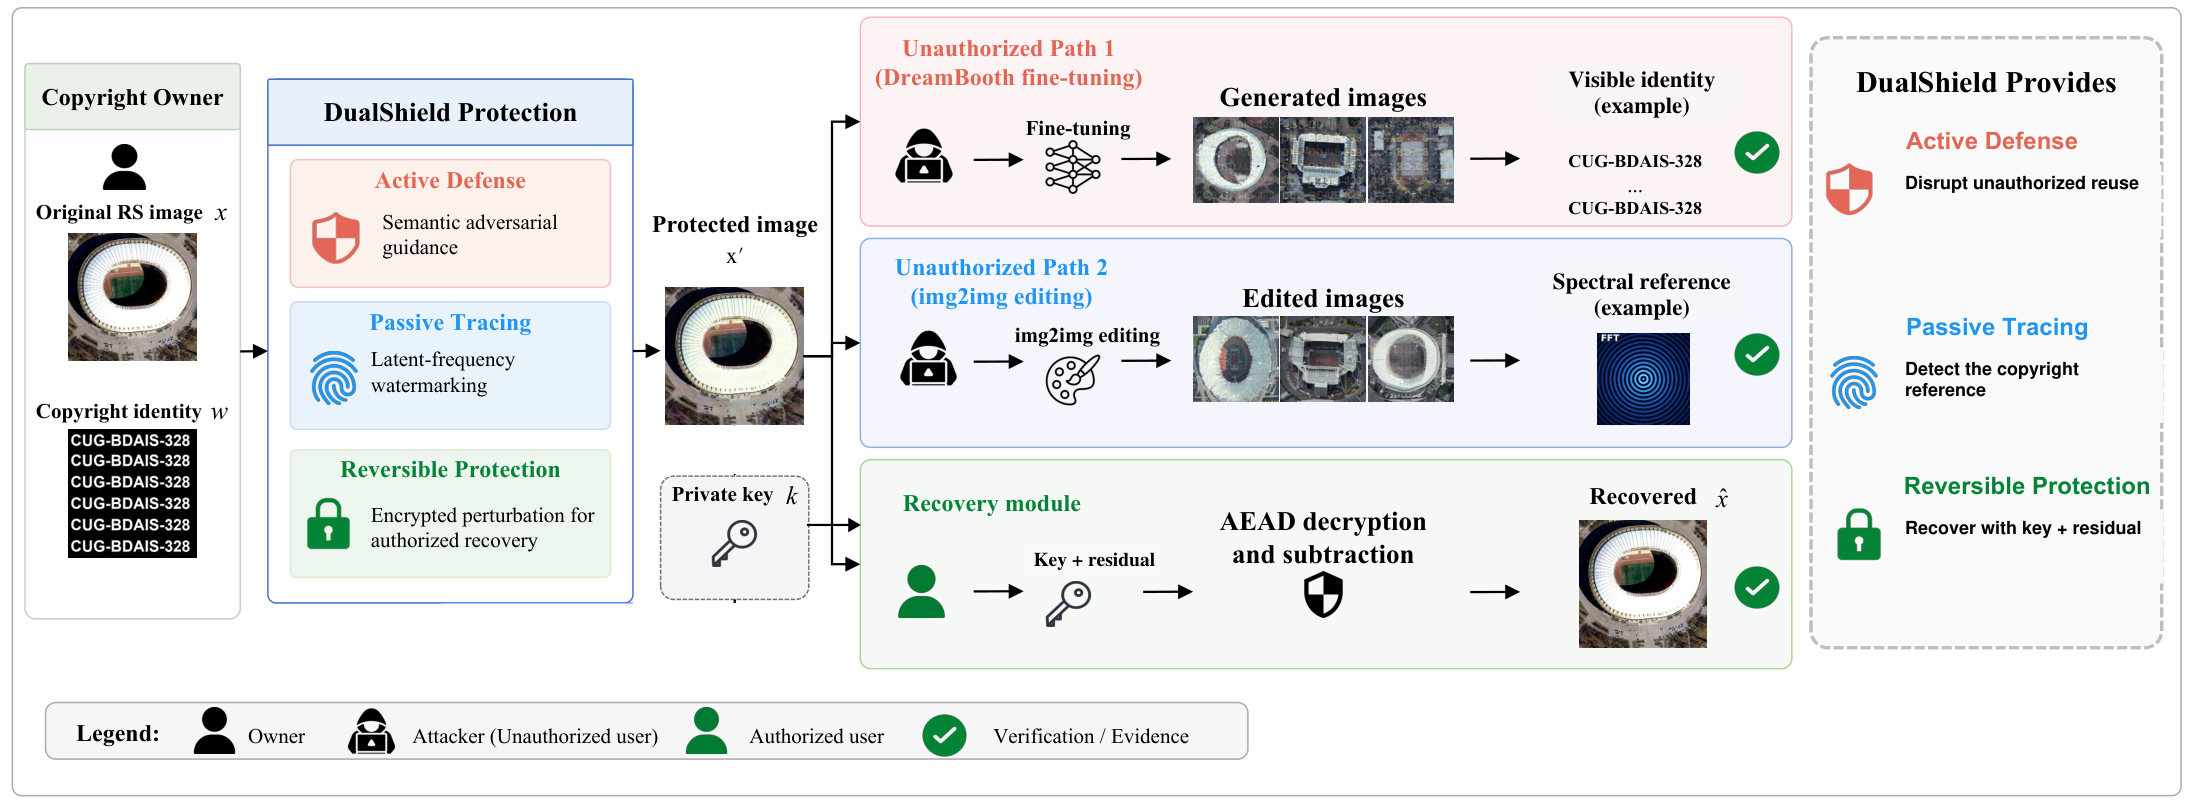 Copyright Owner
Original RS image x
Copyright identity w
CUG-BDAIS-328
CUG-BDAIS-328
CUG-BDAIS-328
CUG-BDAIS-328
CUG-BDAIS-328
CUG-BDAIS-328
DualShield Protection
Active Defense
Semantic adversarial
guidance
Passive Tracing
Latent-frequency
watermarking
Reversible Protection
Encrypted perturbation for
authorized recovery
Protected image
x′
Private key k
Unauthorized Path 1
(DreamBooth fine-tuning)
Fine-tuning
Generated images
Visible identity
(example)
CUG-BDAIS-328
...
CUG-BDAIS-328
Unauthorized Path 2
(img2img editing)
img2img editing
Edited images
Spectral reference
(example)
FFT
Recovery module
Key + residual
AEAD decryption
and subtraction
Recovered x̂
DualShield Provides
Active Defense
Disrupt unauthorized reuse
Passive Tracing
Detect the copyright
reference
Reversible Protection
Recover with key + residual
Legend:
Owner
Attacker (Unauthorized user)
Authorized user
Verification / Evidence